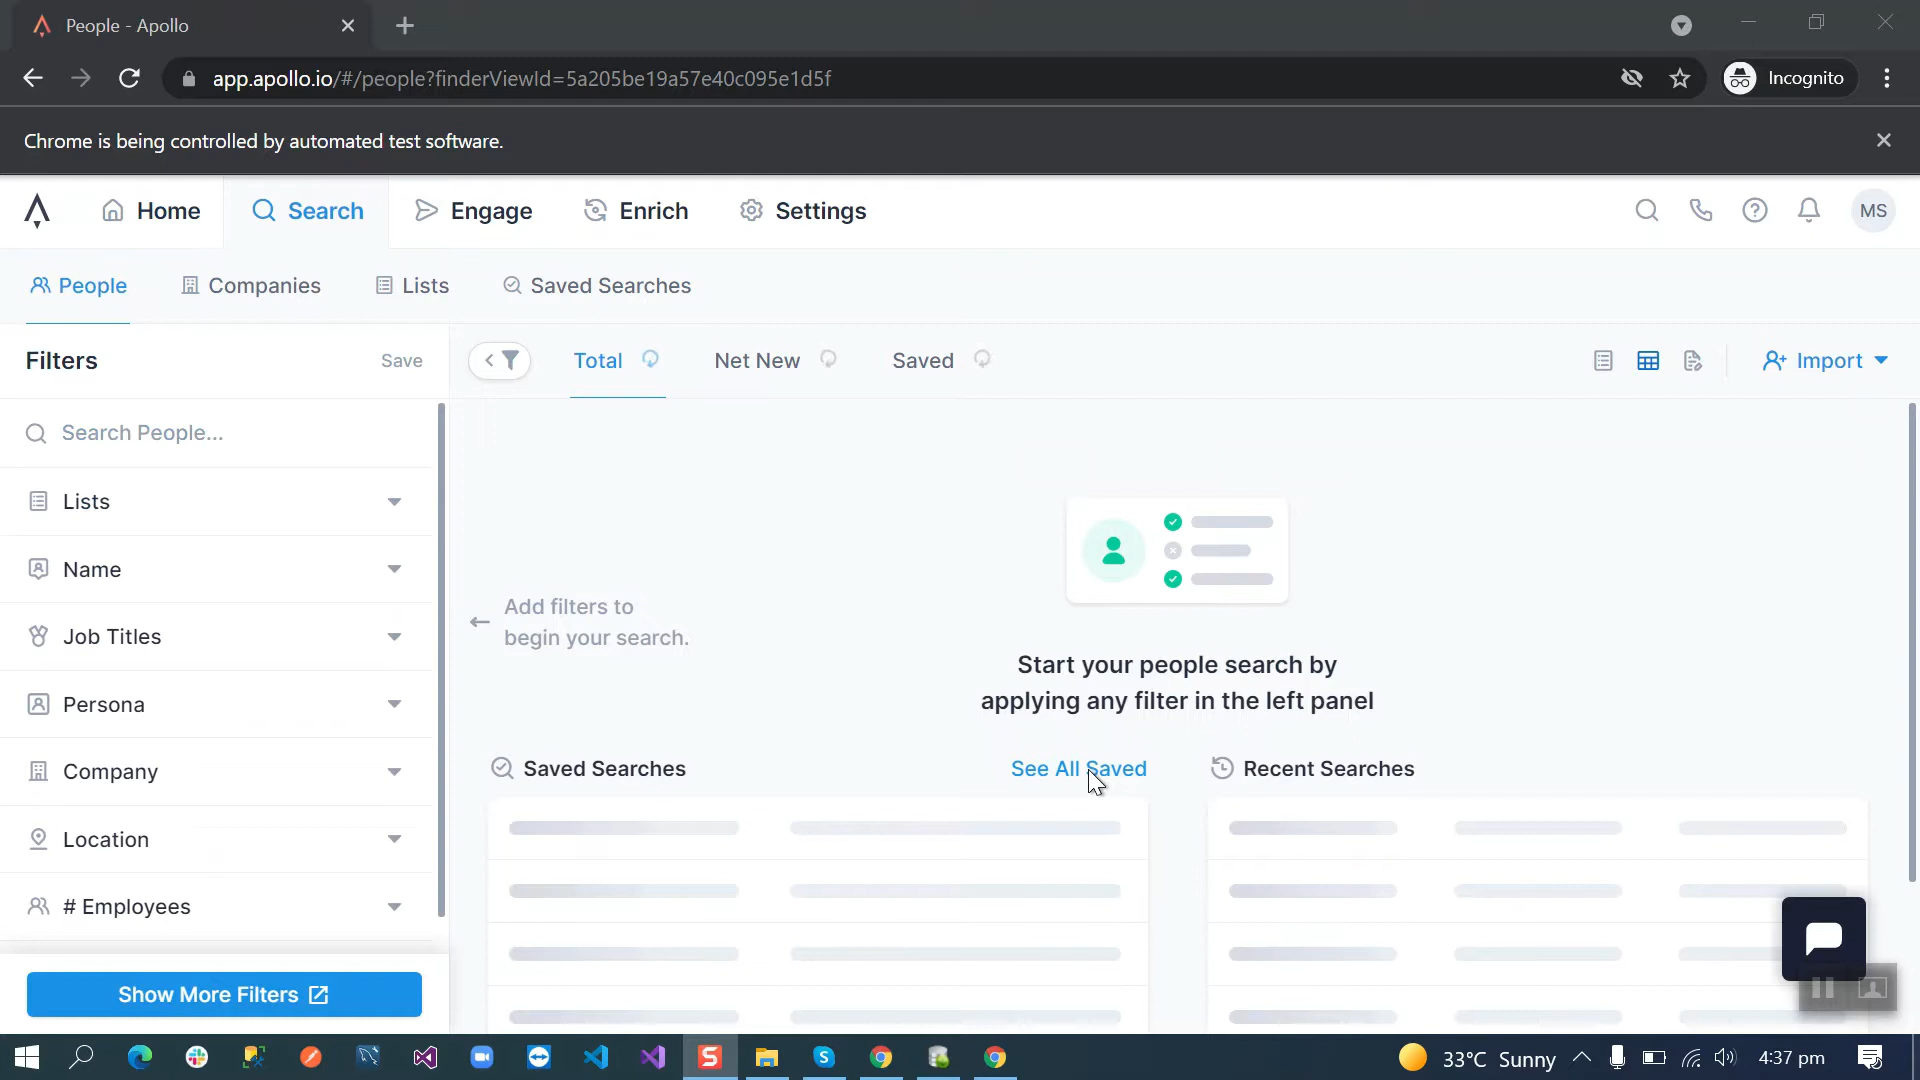 People - Apollo
app.apollo.io/#/people?finderViewId=5a205be19a57e40c095e1d5f
Incognito
Chrome is being controlled by automated test software.
Home
Search
Engage
Enrich
Settings
MS
People
Companies
Lists
Saved Searches
Filters
Save
Total
Net New
Saved
Import
Search People...
Lists
Name
Job Titles
Persona
Company
Location
# Employees
Show More Filters
Add filters to
begin your search.
Start your people search by
applying any filter in the left panel
Saved Searches
See All Saved
Recent Searches
33°C Sunny
4:37 pm